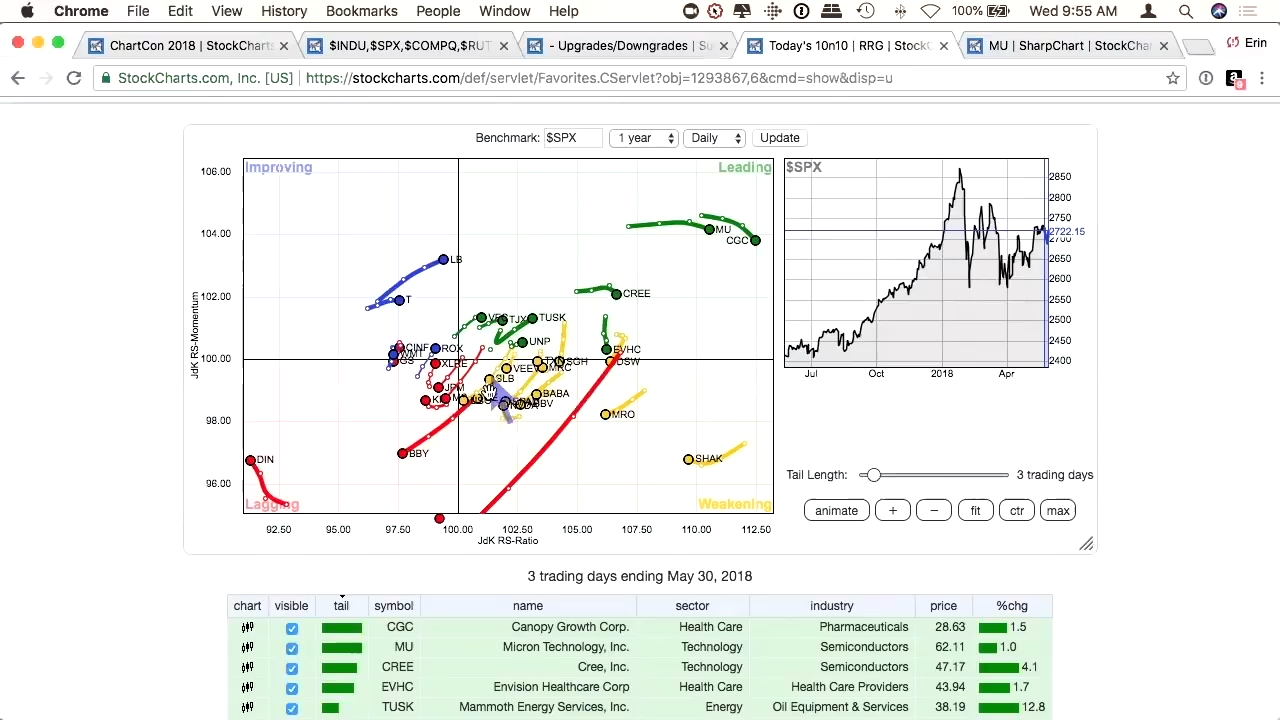 Chrome File Edit View History Bookmarks People Window Help 100% Wed 9:55 AM
ChartCon 2018 | StockCharts
$INDU,$SPX,$COMPQ,$RUT
- Upgrades/Downgrades | Su
Today's 10n10 | RRG | StockC
MU | SharpChart | StockChar
Erin
StockCharts.com, Inc. [US] https://stockcharts.com/def/servlet/Favorites.CServlet?obj=1293867,6&cmd=show&disp=u
Benchmark: $SPX 1 year Daily Update
Improving Leading
$SPX
106.00
104.00
102.00
100.00
98.00
96.00
JdK RS-Momentum
MU
CGC
LB
T
CREE
TJX
TUSK
UNP
EVHC
ROX
XLRE
SGH
DSW
VEE
MRC
SLB
JPM
BABA
MRO
BBY
SHAK
DIN
Lagging Weakening
92.50 95.00 97.50 100.00 102.50 105.00 107.50 110.00 112.50
JdK RS-Ratio
2850
2800
2750
2722.15
2700
2650
2600
2550
2500
2450
2400
Jul Oct 2018 Apr
Tail Length: 3 trading days
animate + − fit ctr max
3 trading days ending May 30, 2018
chart visible tail symbol name sector industry price %chg
CGC Canopy Growth Corp. Health Care Pharmaceuticals 28.63 1.5
MU Micron Technology, Inc. Technology Semiconductors 62.11 1.0
CREE Cree, Inc. Technology Semiconductors 47.17 4.1
EVHC Envision Healthcare Corp Health Care Health Care Providers 43.94 1.7
TUSK Mammoth Energy Services, Inc. Energy Oil Equipment & Services 38.19 12.8